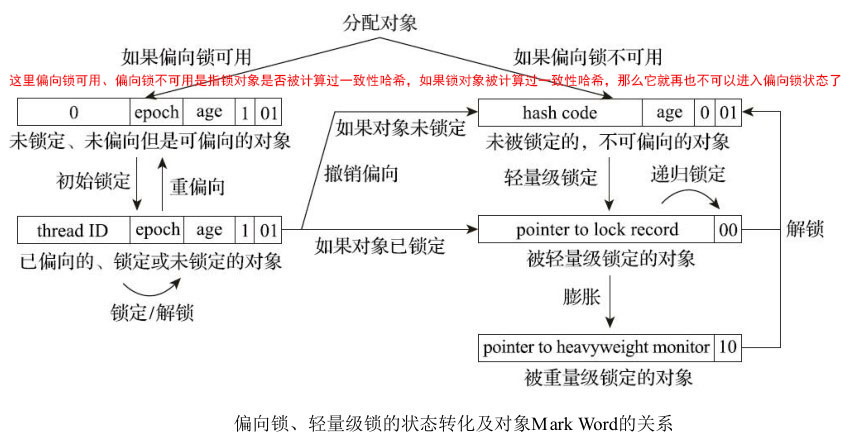 分配对象
如果偏向锁可用
如果偏向锁不可用
这里偏向锁可用、偏向锁不可用是指锁对象是否被计算过一致性哈希，如果锁对象被计算过一致性哈希，那么它就再也不可以进入偏向锁状态了
0 epoch age 1 01
hash code age 0 01
未锁定、未偏向但是可偏向的对象
如果对象未锁定
未被锁定的，不可偏向的对象
初始锁定
重偏向
撤销偏向
轻量级锁定
递归锁定
thread ID epoch age 1 01
如果对象已锁定
pointer to lock record 00
解锁
已偏向的、锁定或未锁定的对象
被轻量级锁定的对象
锁定/解锁
膨胀
pointer to heavyweight monitor 10
被重量级锁定的对象
偏向锁、轻量级锁的状态转化及对象Mark Word的关系